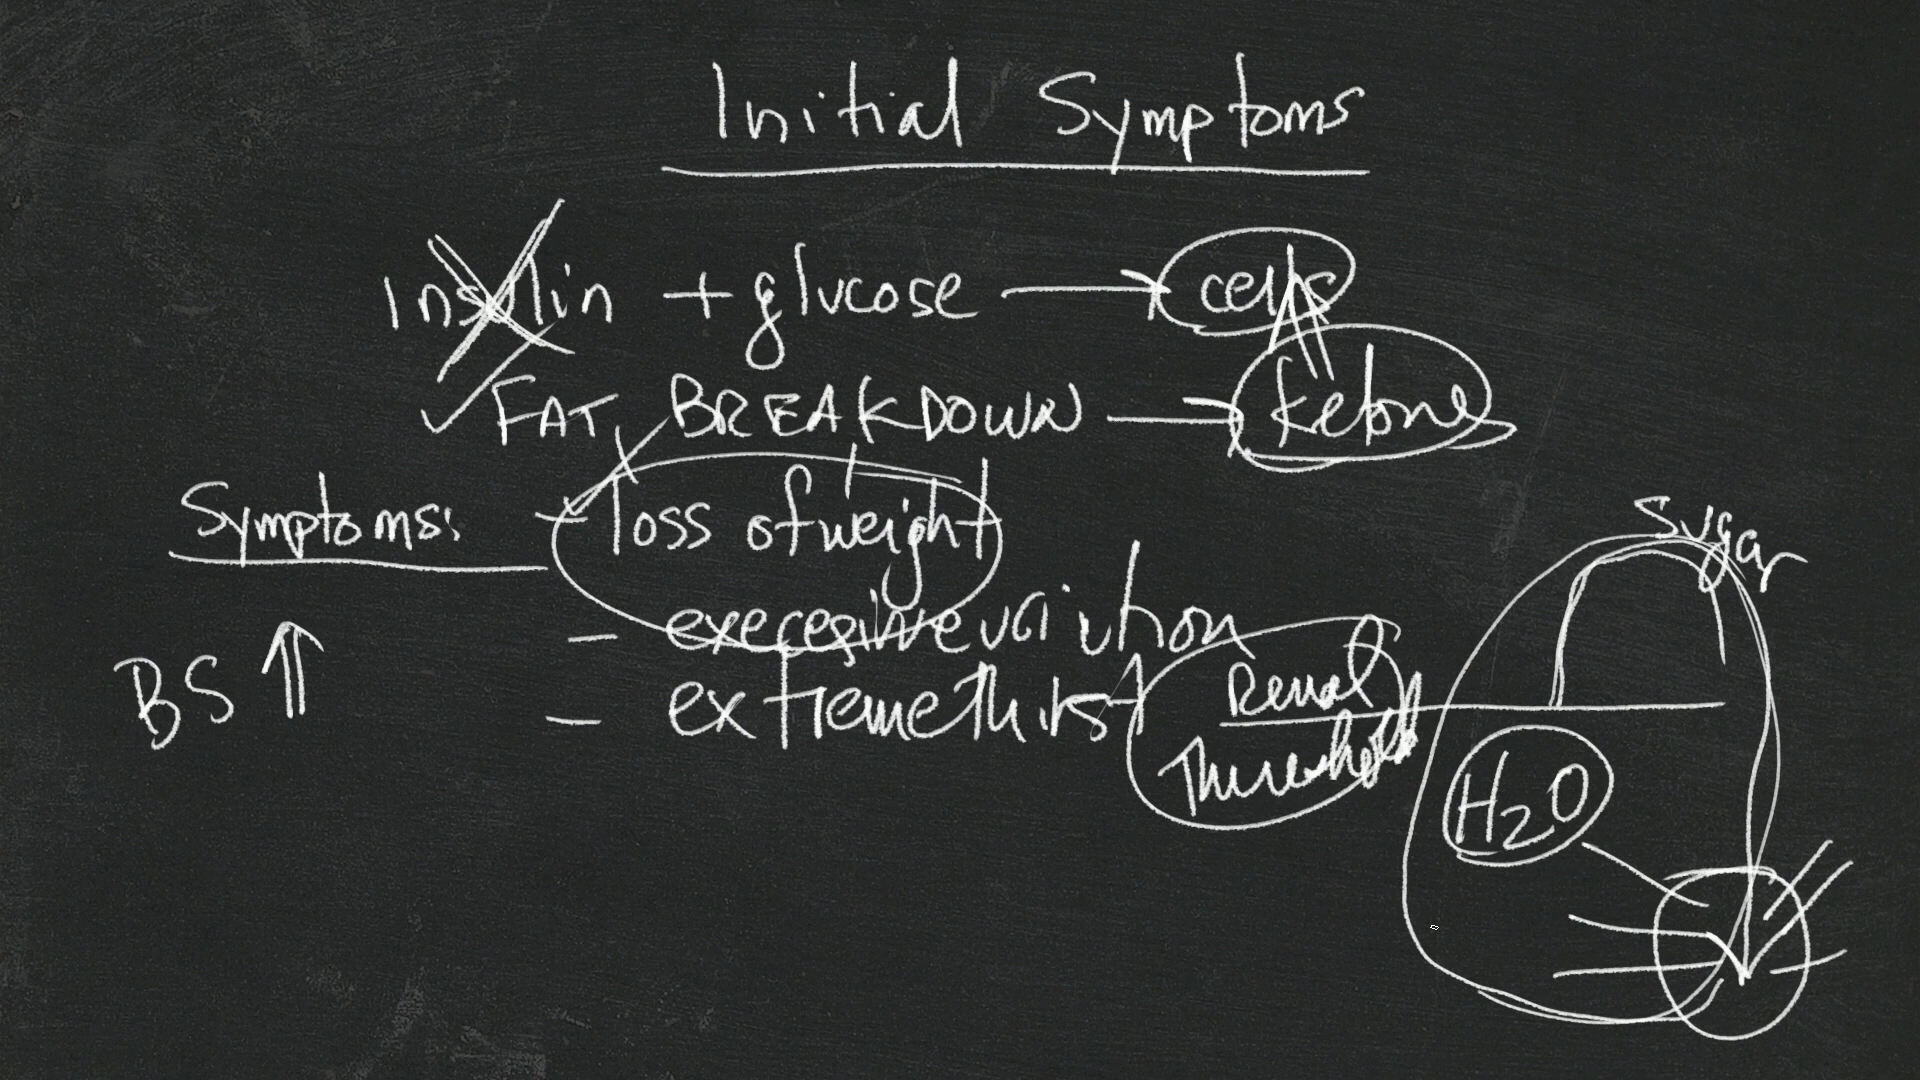 Initial Symptoms
Insulin + glucose → cells
✓ FAT BREAKDOWN → ketones
Symptoms: - loss of weight
Sugar
- excessive urination
BS ⇑
- extreme thirst
Renal
Threshold
H2O